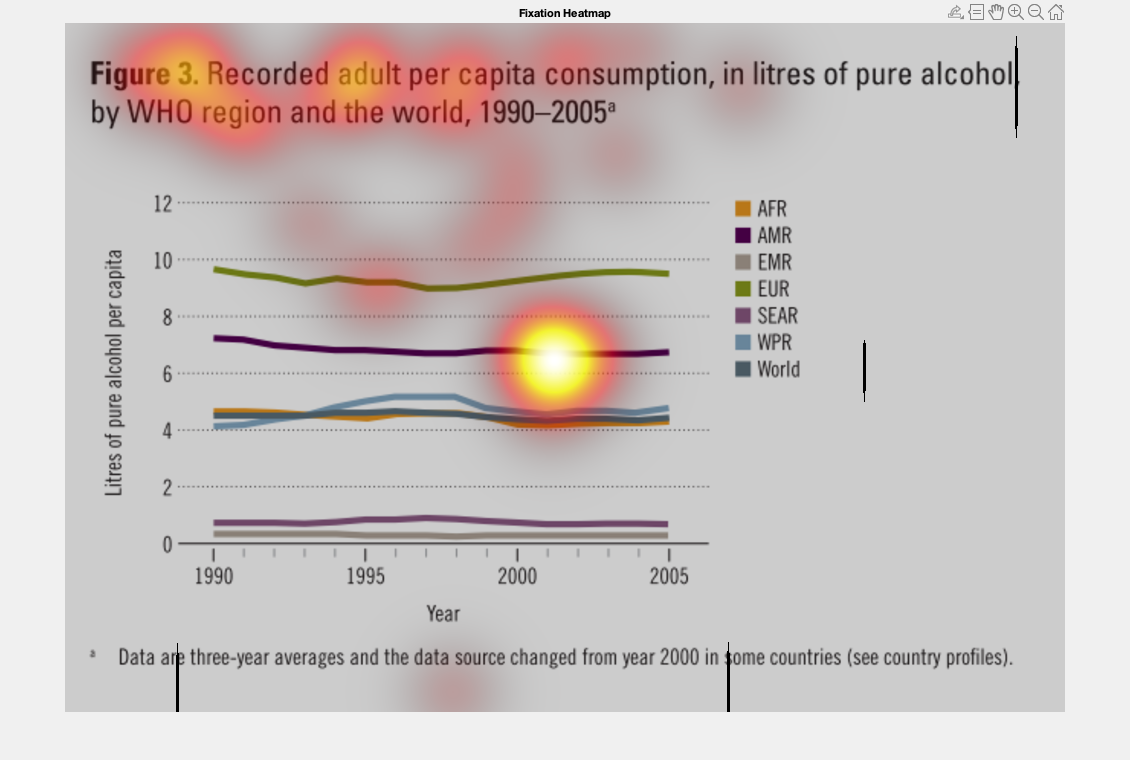 Fixation Heatmap
Figure 3. Recorded adult per capita consumption, in litres of pure alcohol,
by WHO region and the world, 1990–2005ª
Litres of pure alcohol per capita
12
10
8
6
4
2
0
1990 1995 2000 2005
Year
AFR
AMR
EMR
EUR
SEAR
WPR
World
ª Data are three-year averages and the data source changed from year 2000 in some countries (see country profiles).